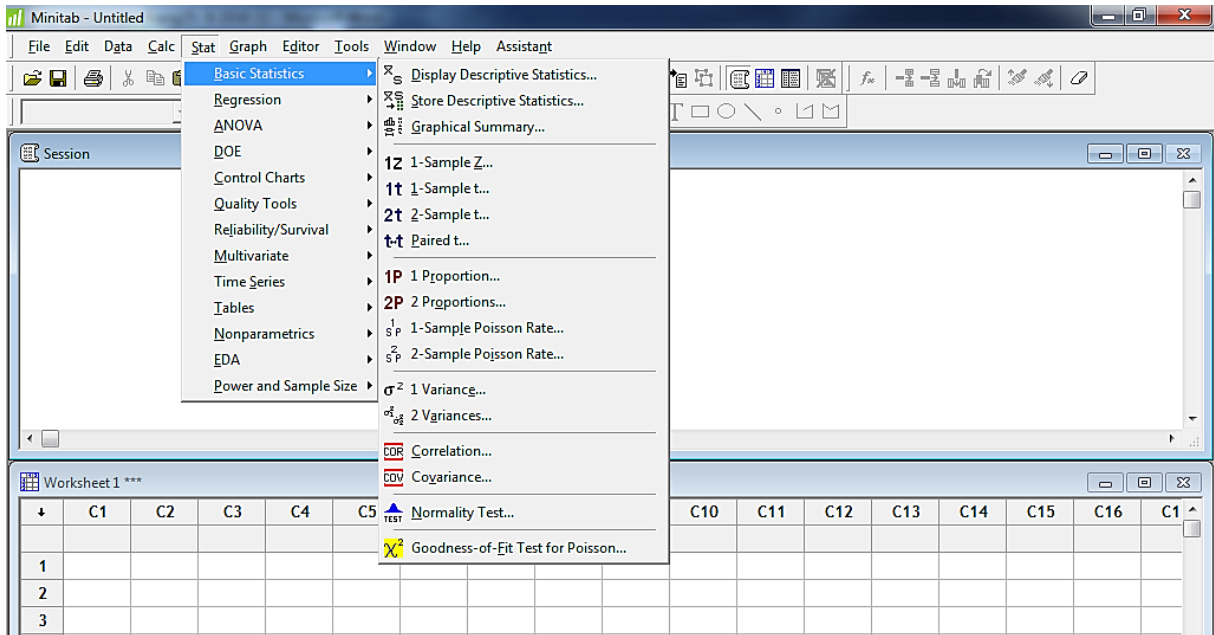 Minitab - Untitled
File Edit Data Calc Stat Graph Editor Tools Window Help Assistant
Basic Statistics
Regression
ANOVA
DOE
Control Charts
Quality Tools
Reliability/Survival
Multivariate
Time Series
Tables
Nonparametrics
EDA
Power and Sample Size
Display Descriptive Statistics...
Store Descriptive Statistics...
Graphical Summary...
1Z 1-Sample Z...
1t 1-Sample t...
2t 2-Sample t...
t-t Paired t...
1P 1 Proportion...
2P 2 Proportions...
1-Sample Poisson Rate...
2-Sample Poisson Rate...
σ² 1 Variance...
2 Variances...
COR Correlation...
COV Covariance...
TEST Normality Test...
χ² Goodness-of-Fit Test for Poisson...
Session
Worksheet 1 ***
C1 C2 C3 C4 C5 C10 C11 C12 C13 C14 C15 C16 C1
1
2
3